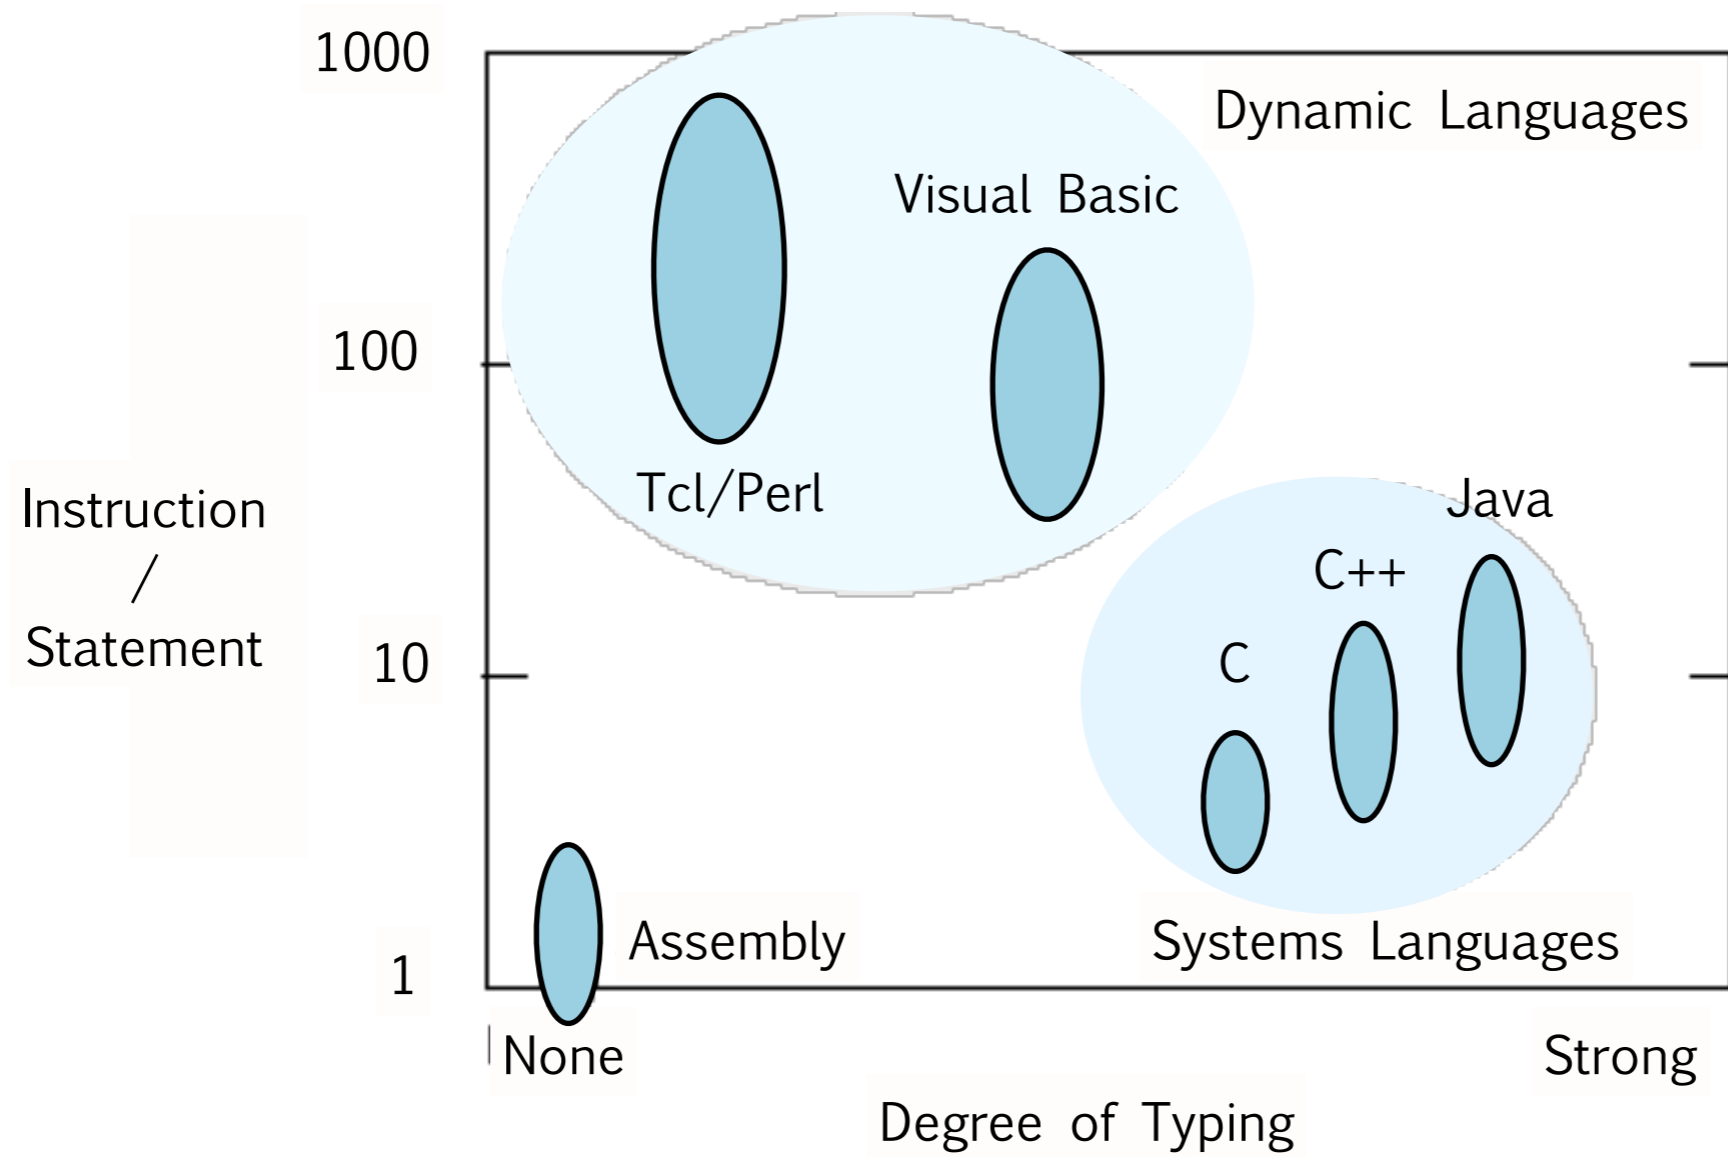 1000
Dynamic Languages
Visual Basic
100
Tcl/Perl
Java
Instruction
/
Statement
C++
10
C
Assembly
Systems Languages
1
None
Strong
Degree of Typing